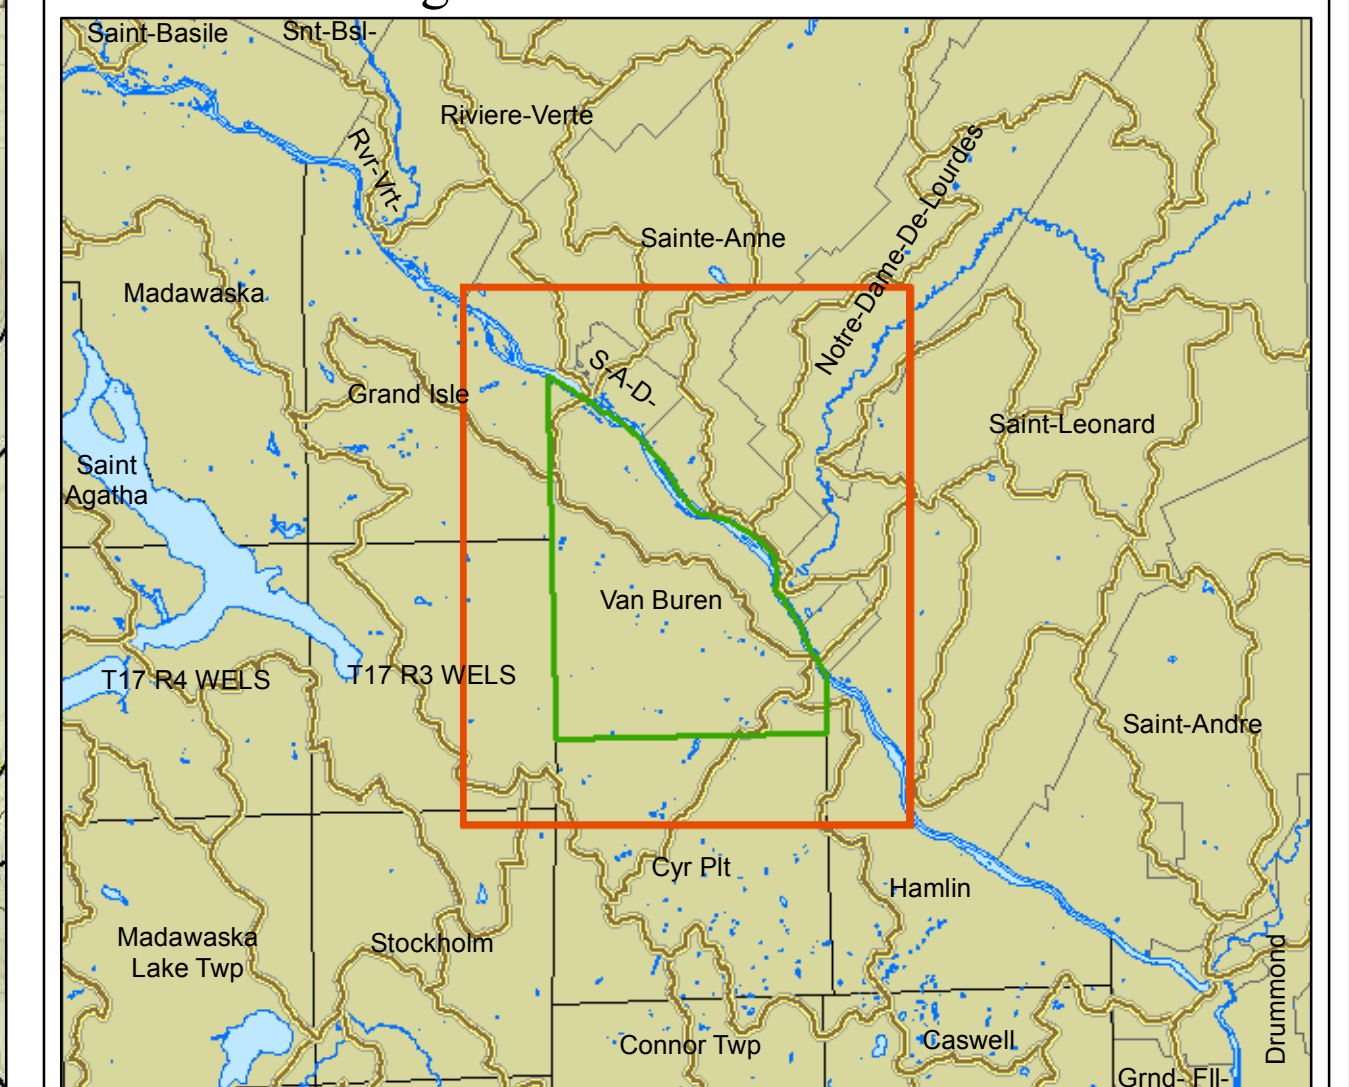 Saint-Basile
Snt-Bsl-
Riviere-Verte
Rvr-Vrt-
Sainte-Anne
Notre-Dame-De-Lourdes
Madawaska
S-A-D-
Grand Isle
Saint-Leonard
Saint
Agatha
Van Buren
T17 R4 WELS
T17 R3 WELS
Saint-Andre
Cyr Plt
Hamlin
Madawaska
Lake Twp
Stockholm
Drummond
Connor Twp
Caswell
Grnd- Fll-